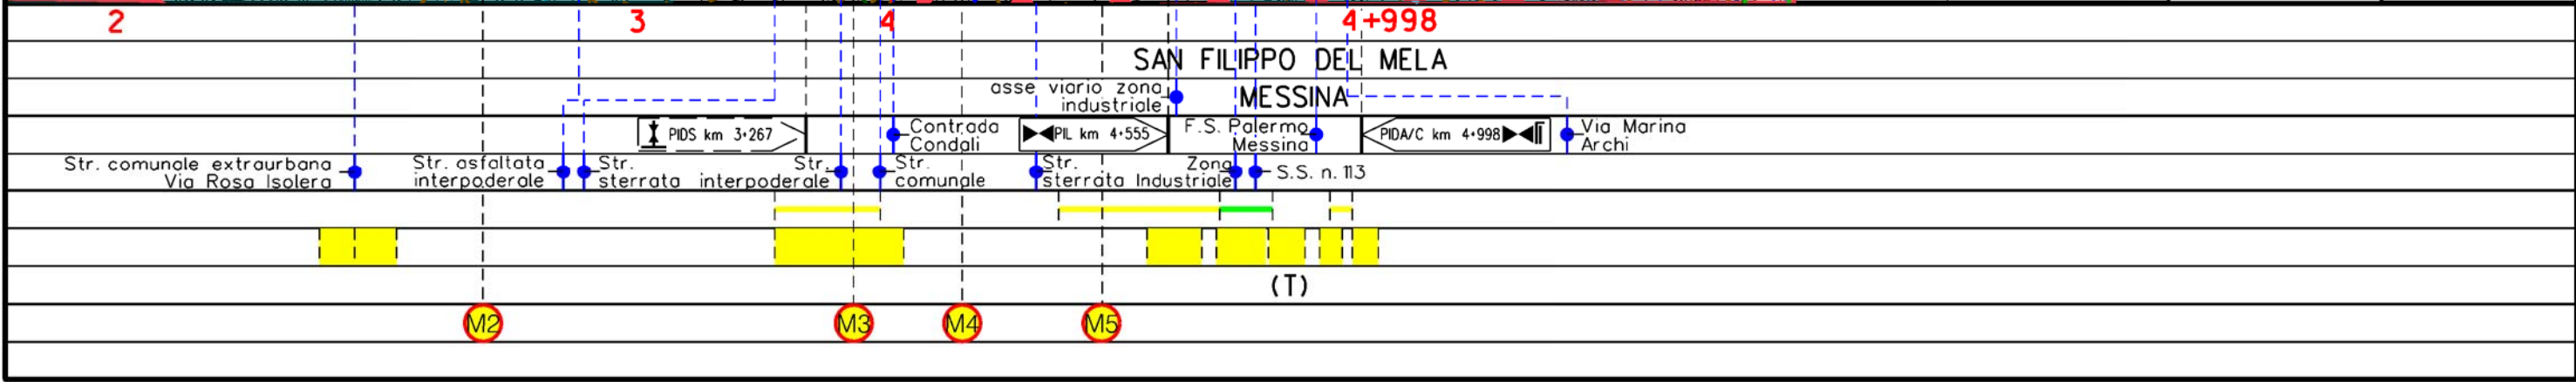 2 3 4 4+998
SAN FILIPPO DEL MELA
asse viario zona
industriale
MESSINA
PIDS km 3+267
Contrada
Condali
PIL km 4+555
F.S. Palermo
Messina
PIDA/C km 4+998
Via Marina
Archi
Str. comunale extraurbana
Via Rosa Isolera
Str. asfaltata
interpoderale
Str.
sterrata
Str.
interpoderale
Str.
comunale
Str.
sterrata
Zona
Industriale
S.S. n. 113
(T)
M2 M3 M4 M5